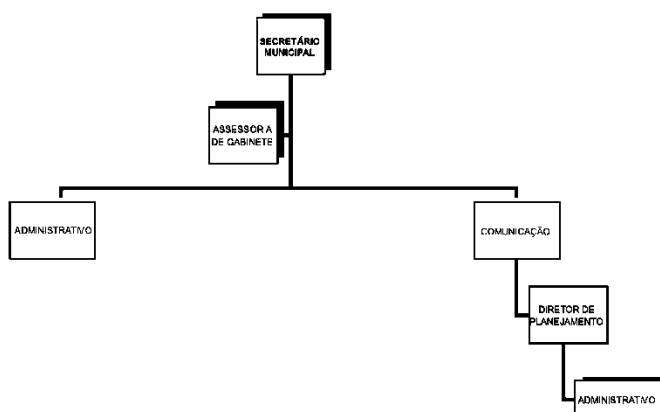 SECRETÁRIO
MUNICIPAL
ASSESSOR A
DE GABINETE
ADMINISTRATIVO
COMUNICAÇÃO
DIRETOR DE
PLANEJAMENTO
ADMINISTRATIVO